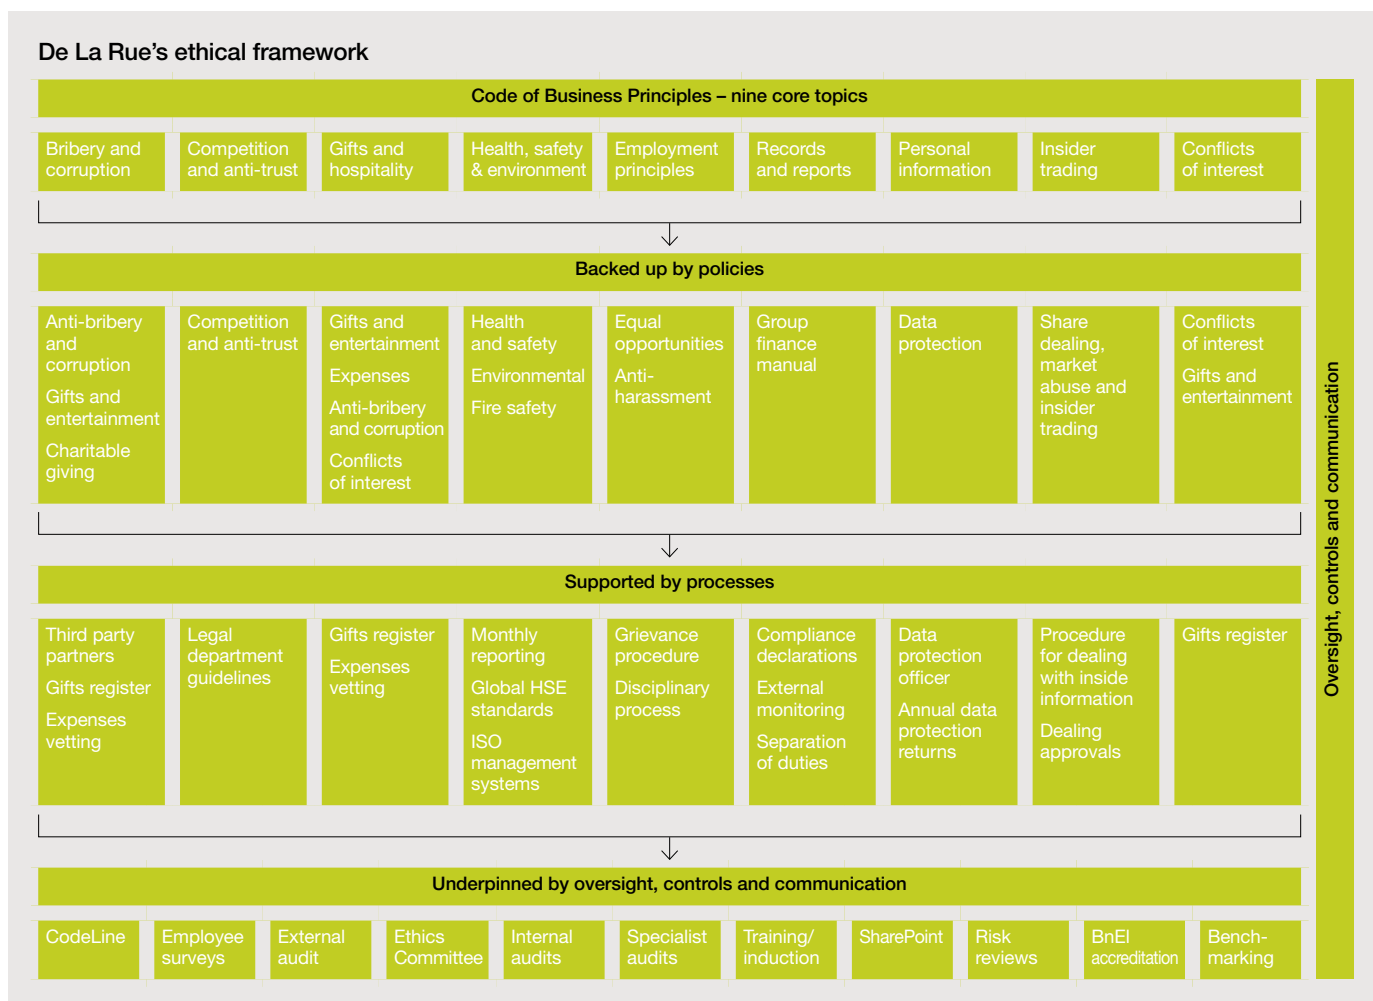 De La Rue’s ethical framework
Code of Business Principles – nine core topics
Bribery and
corruption
Competition
and anti-trust
Gifts and
hospitality
Health, safety
& environment
Employment
principles
Records
and reports
Personal
information
Insider
trading
Conflicts
of interest
Backed up by policies
Anti-bribery
and
corruption
Gifts and
entertainment
Charitable
giving
Competition
and anti-trust
Gifts and
entertainment
Expenses
Anti-bribery
and corruption
Conflicts
of interest
Health
and safety
Environmental
Fire safety
Equal
opportunities
Anti-
harassment
Group
finance
manual
Data
protection
Share
dealing,
market
abuse and
insider
trading
Conflicts
of interest
Gifts and
entertainment
Supported by processes
Third party
partners
Gifts register
Expenses
vetting
Legal
department
guidelines
Gifts register
Expenses
vetting
Monthly
reporting
Global HSE
standards
ISO
management
systems
Grievance
procedure
Disciplinary
process
Compliance
declarations
External
monitoring
Separation
of duties
Data
protection
officer
Annual data
protection
returns
Procedure
for dealing
with inside
information
Dealing
approvals
Gifts register
Underpinned by oversight, controls and communication
CodeLine
Employee
surveys
External
audit
Ethics
Committee
Internal
audits
Specialist
audits
Training/
induction
SharePoint
Risk
reviews
BnEI
accreditation
Bench-
marking
Oversight, controls and communication